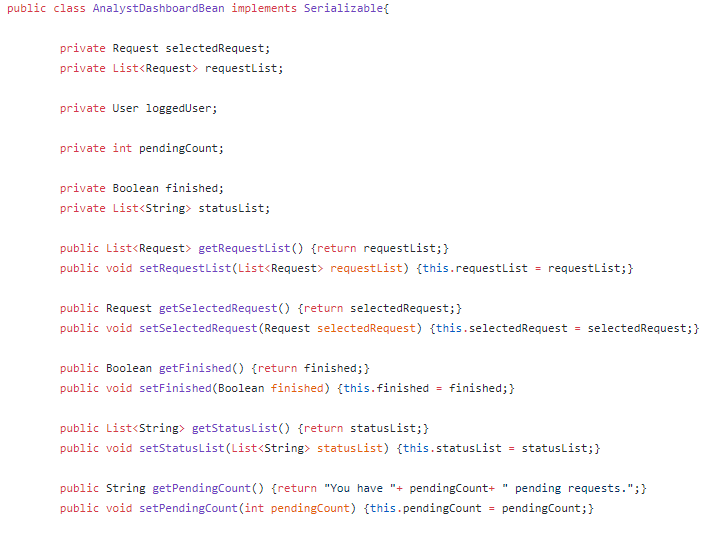 public class AnalystDashboardBean implements Serializable{
private Request selectedRequest;
private List<Request> requestList;
private User loggedUser;
private int pendingCount;
private Boolean finished;
private List<String> statusList;
public List<Request> getRequestList() {return requestList;}
public void setRequestList(List<Request> requestList) {this.requestList = requestList;}
public Request getSelectedRequest() {return selectedRequest;}
public void setSelectedRequest(Request selectedRequest) {this.selectedRequest = selectedRequest;}
public Boolean getFinished() {return finished;}
public void setFinished(Boolean finished) {this.finished = finished;}
public List<String> getStatusList() {return statusList;}
public void setStatusList(List<String> statusList) {this.statusList = statusList;}
public String getPendingCount() {return "You have "+ pendingCount+ " pending requests.";}
public void setPendingCount(int pendingCount) {this.pendingCount = pendingCount;}